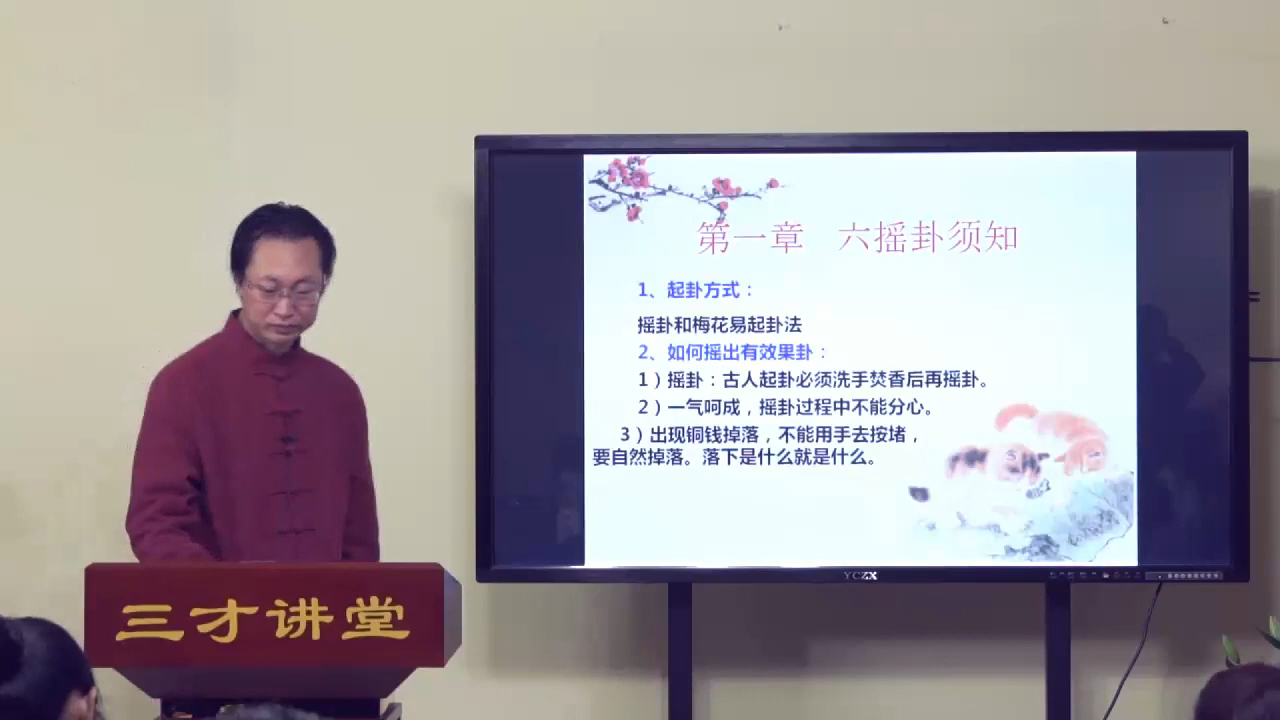 第一章 六摇卦须知
1、起卦方式：
摇卦和梅花易起卦法
2、如何摇出有效果卦：
1）摇卦：古人起卦必须洗手焚香后再摇卦。
2）一气呵成，摇卦过程中不能分心。
3）出现铜钱掉落，不能用手去按堵，
要自然掉落。落下是什么就是什么。
YCZX
三才讲堂